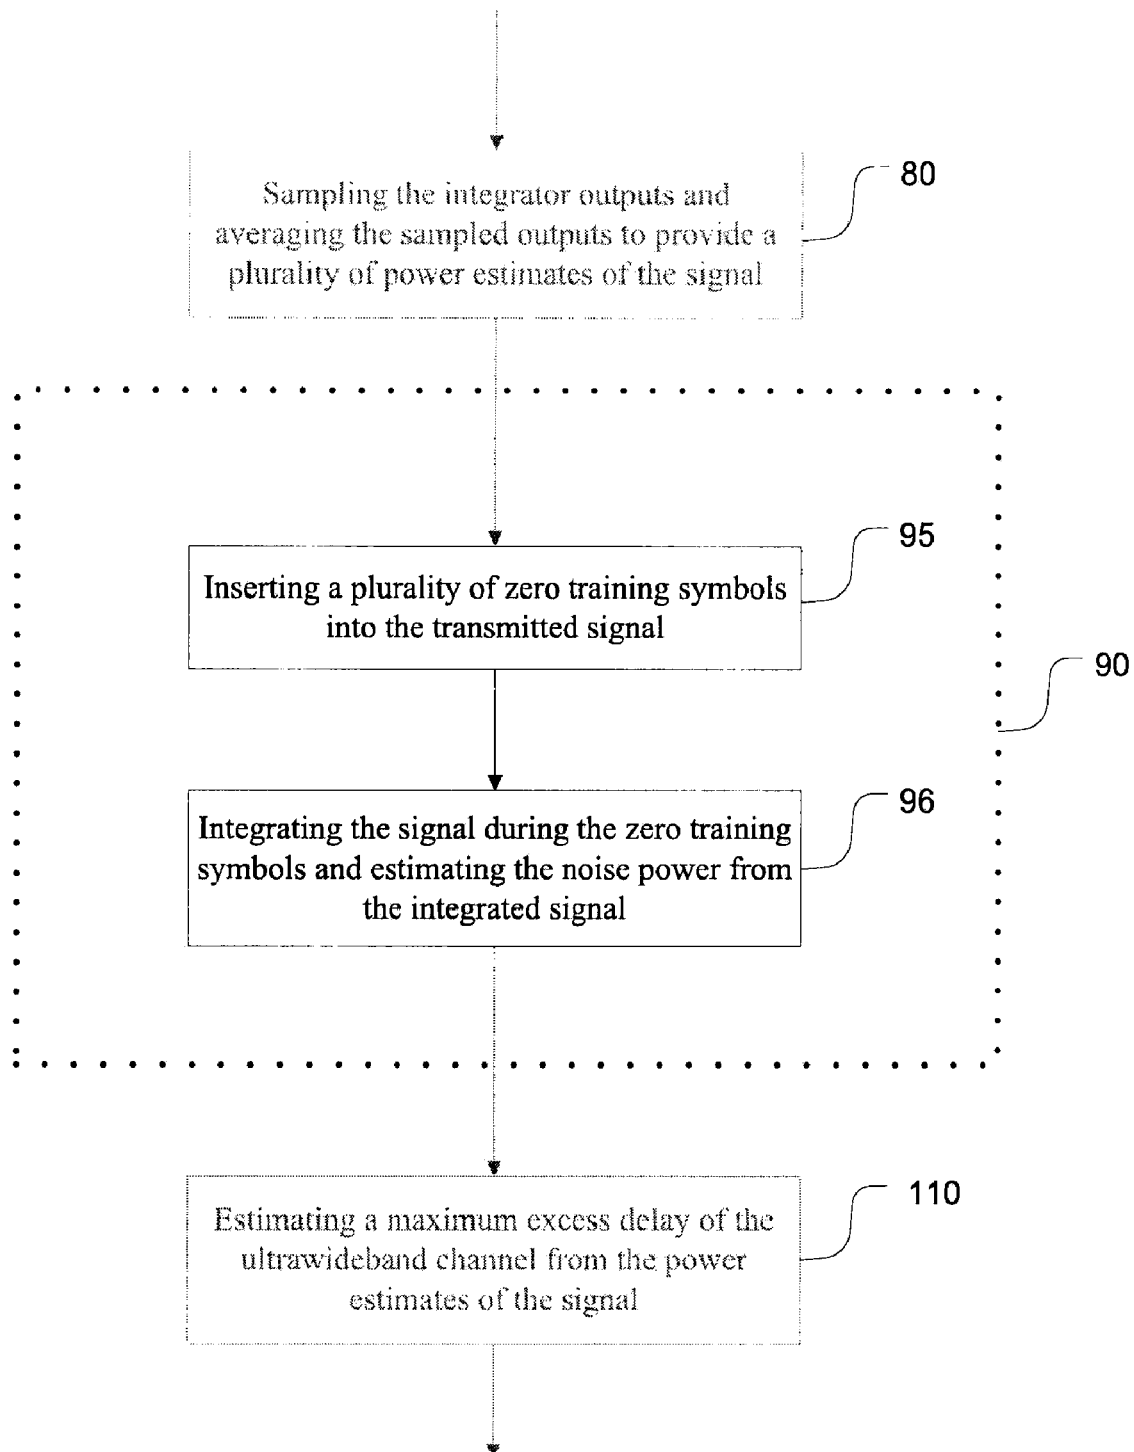 80
Sampling the integrator outputs and
averaging the sampled outputs to provide a
plurality of power estimates of the signal
95
Inserting a plurality of zero training symbols
into the transmitted signal
90
96
Integrating the signal during the zero training
symbols and estimating the noise power from
the integrated signal
110
Estimating a maximum excess delay of the
ultrawideband channel from the power
estimates of the signal